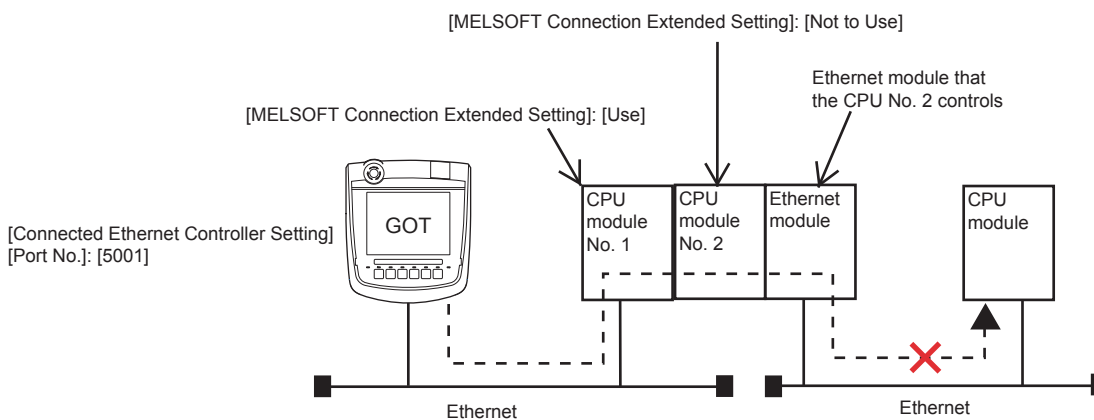 [MELSOFT Connection Extended Setting]: [Not to Use]
Ethernet module that
the CPU No. 2 controls
[MELSOFT Connection Extended Setting]: [Use]
[Connected Ethernet Controller Setting]
[Port No.]: [5001]
GOT
CPU
module
No. 1
CPU
module
No. 2
Ethernet
module
CPU
module
Ethernet
Ethernet